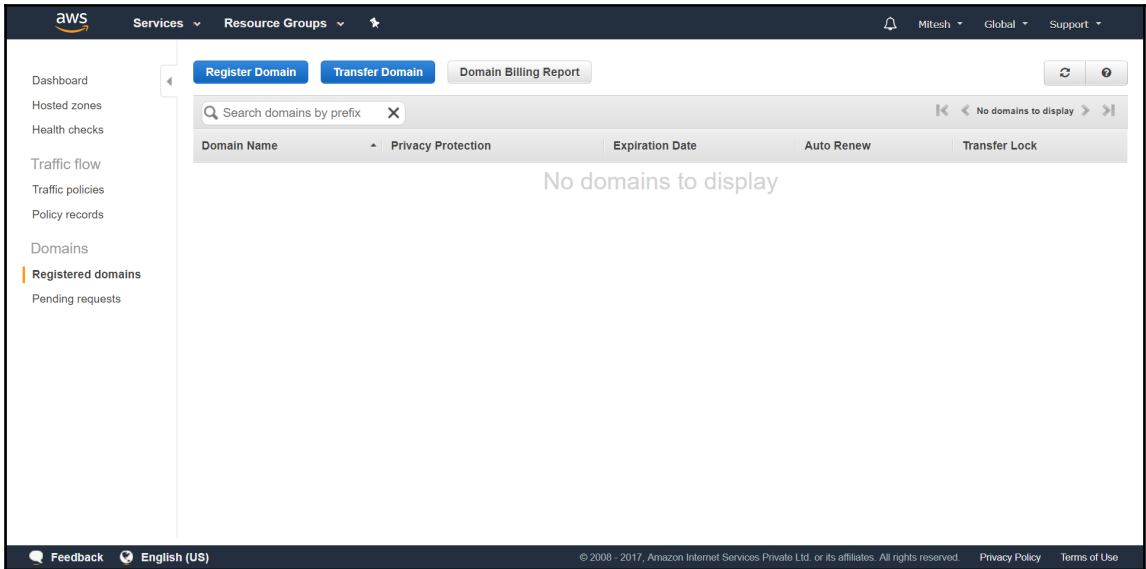 aws Services Resource Groups Mitesh Global Support
Dashboard
Hosted zones
Health checks
Traffic flow
Traffic policies
Policy records
Domains
Registered domains
Pending requests
Register Domain Transfer Domain Domain Billing Report
Search domains by prefix No domains to display
Domain Name Privacy Protection Expiration Date Auto Renew Transfer Lock
No domains to display
Feedback English (US) © 2008 - 2017, Amazon Internet Services Private Ltd. or its affiliates. All rights reserved. Privacy Policy Terms of Use